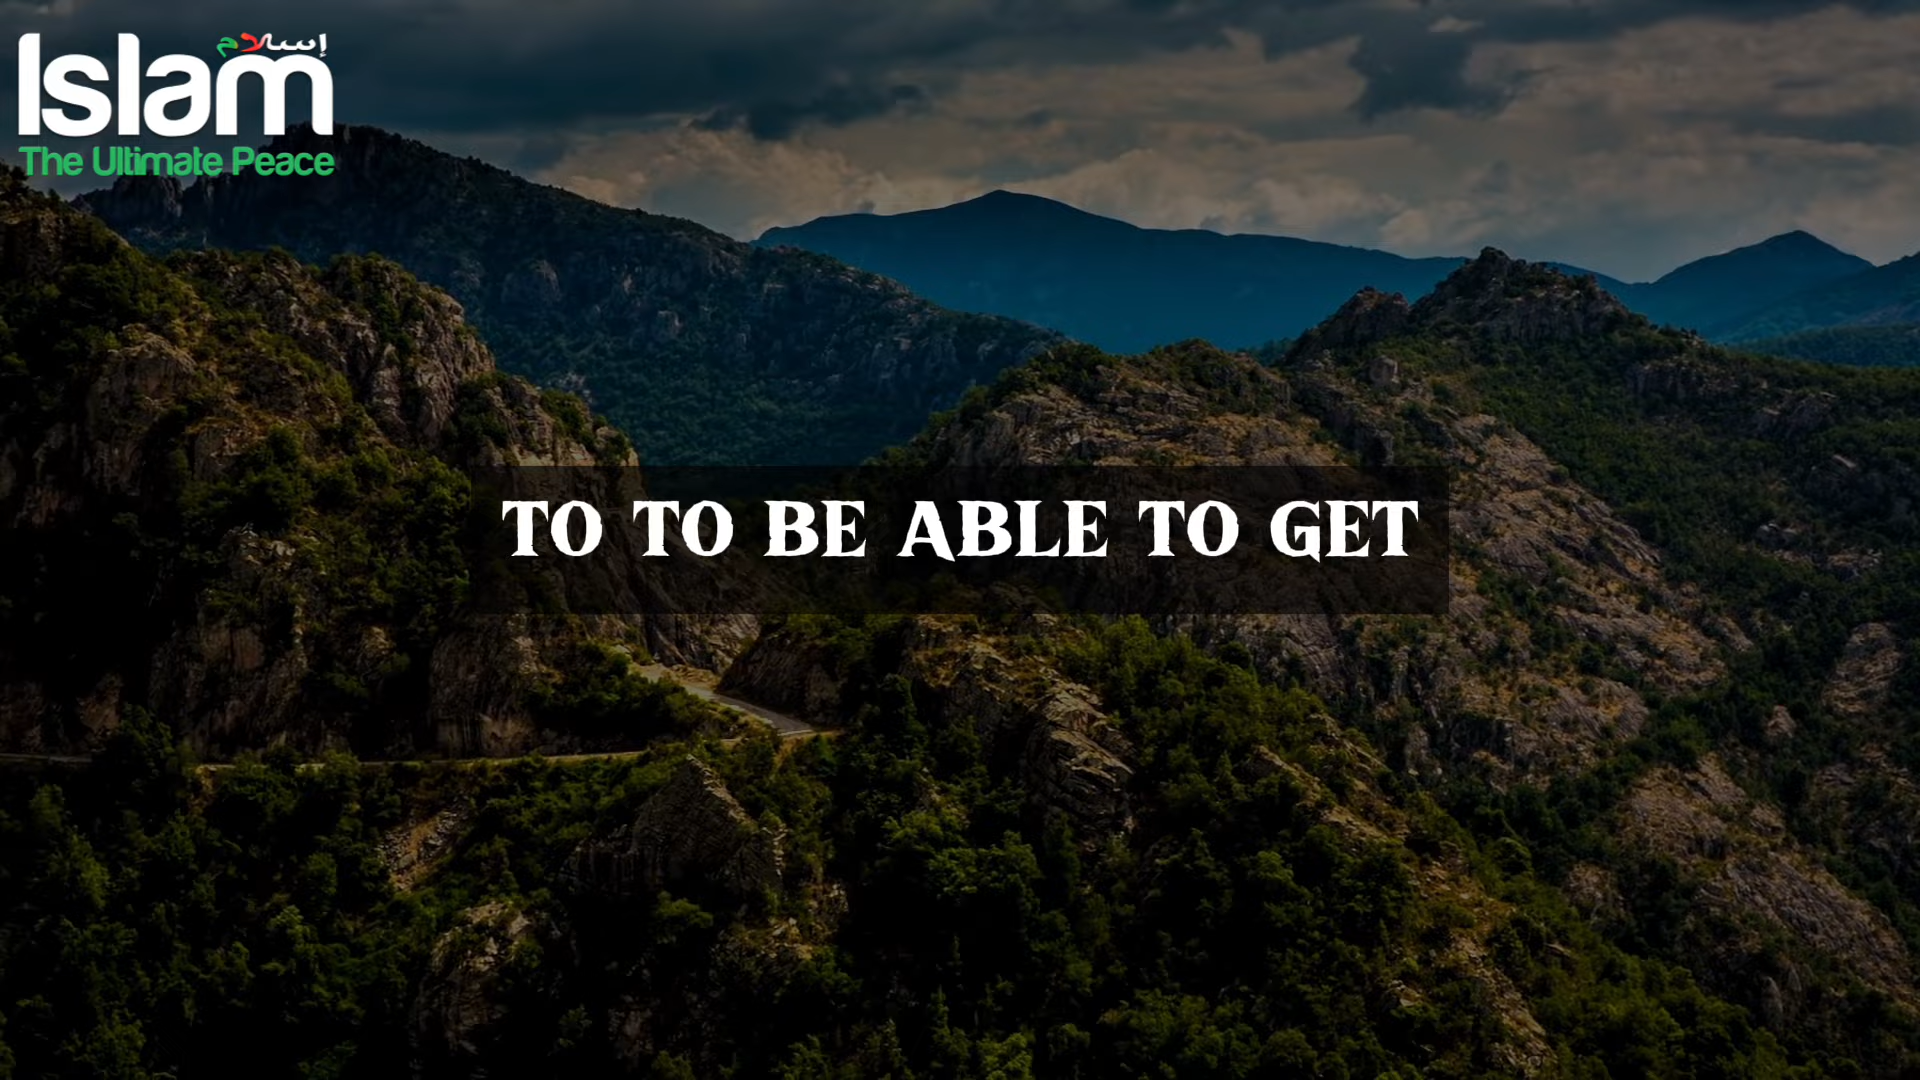 إسلام
Islam
The Ultimate Peace
TO TO BE ABLE TO GET